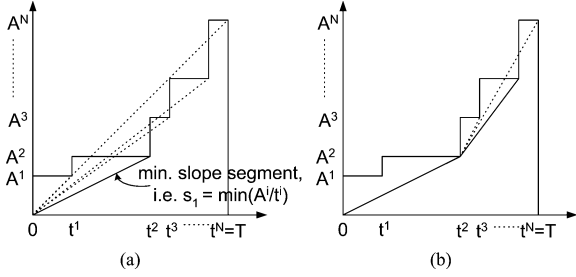 A^N
A^3
A^2
A^1
min. slope segment,
i.e. s_1 = min(A^i/t^i)
0 t^1 t^2 t^3 ........ t^N=T
(a)
A^N
A^3
A^2
A^1
0 t^1 t^2 t^3 ........ t^N=T
(b)